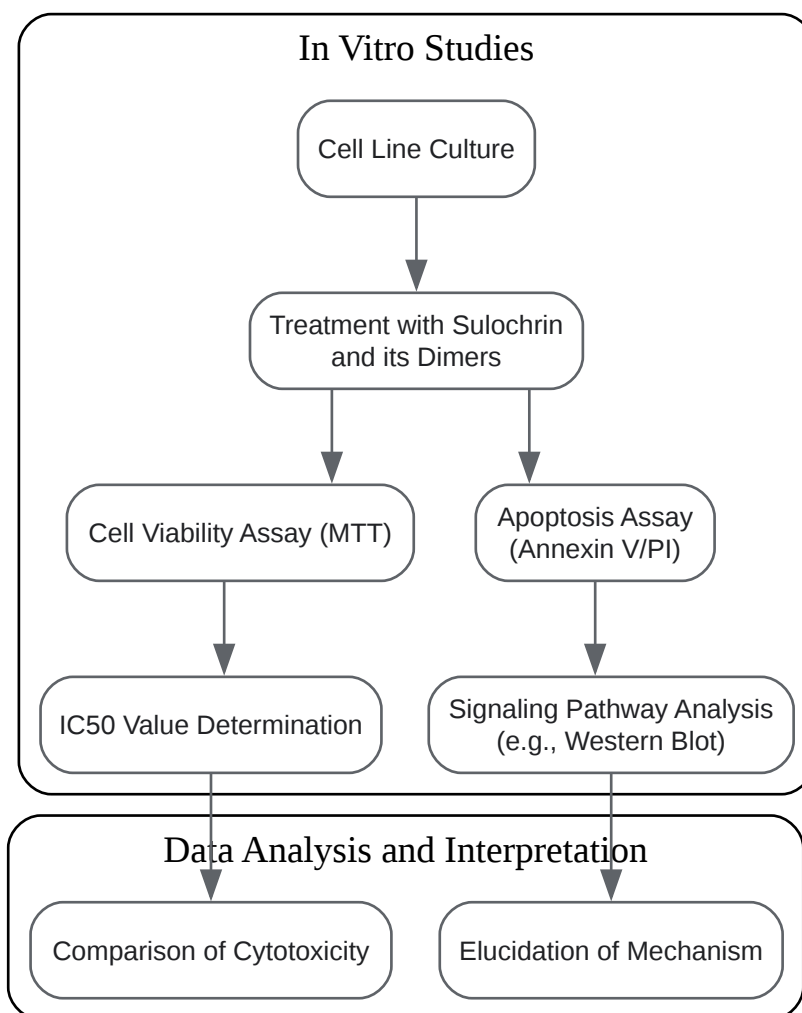 In Vitro Studies
Cell Line Culture
Treatment with Sulochrin
and its Dimers
Cell Viability Assay (MTT)
Apoptosis Assay
(Annexin V/PI)
IC50 Value Determination
Signaling Pathway Analysis
(e.g., Western Blot)
Data Analysis and Interpretation
Comparison of Cytotoxicity
Elucidation of Mechanism